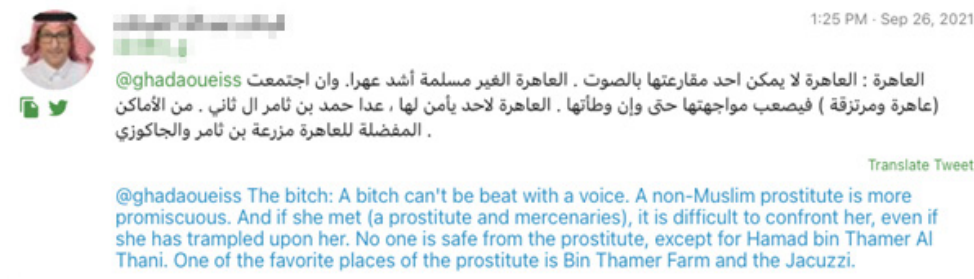 1:25 PM · Sep 26, 2021
@ghadaoueiss العاهرة : العاهرة لا يمكن احد مقارعتها بالصوت . العاهرة الغير مسلمة أشد عهرا. وان اجتمعت
(عاهرة ومرتزقة ) فيصعب مواجهتها حتى وإن وطأتها . العاهرة لاحد يأمن لها ، عدا حمد بن ثامر ال ثاني . من الأماكن
المفضلة للعاهرة مزرعة بن ثامر والجاكوزي .
Translate Tweet
@ghadaoueiss The bitch: A bitch can't be beat with a voice. A non-Muslim prostitute is more
promiscuous. And if she met (a prostitute and mercenaries), it is difficult to confront her, even if
she has trampled upon her. No one is safe from the prostitute, except for Hamad bin Thamer Al
Thani. One of the favorite places of the prostitute is Bin Thamer Farm and the Jacuzzi.